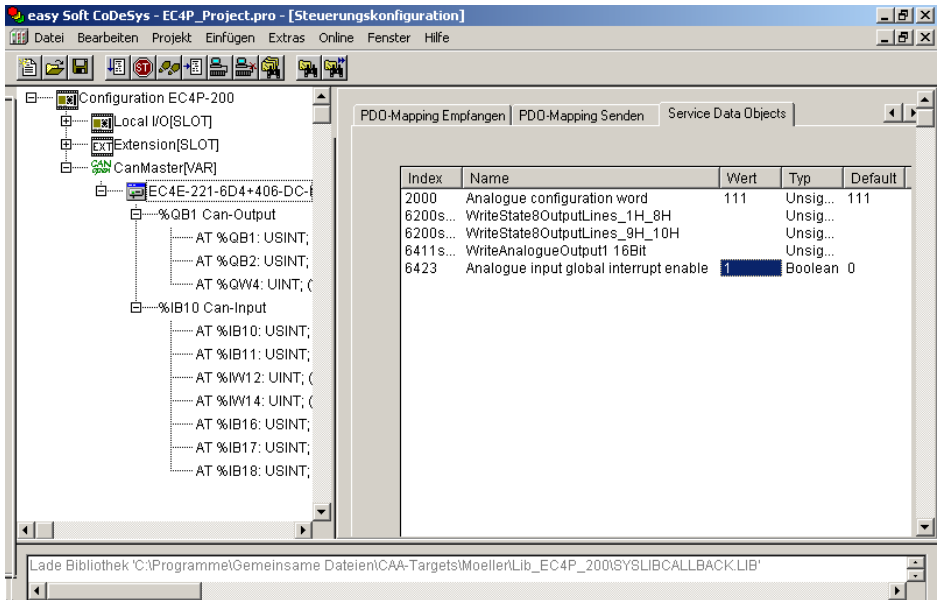 easy Soft CoDeSys - EC4P_Project.pro - [Steuerungskonfiguration]
Datei Bearbeiten Projekt Einfügen Extras Online Fenster Hilfe
Configuration EC4P-200
Local I/O[SLOT]
EXT Extension[SLOT]
CAN CanMaster[VAR]
EC4E-221-6D4+406-DC-
%QB1 Can-Output
AT %QB1: USINT;
AT %QB2: USINT;
AT %QW4: UINT; (
%IB10 Can-Input
AT %IB10: USINT;
AT %IB11: USINT;
AT %IW12: UINT; (
AT %IW14: UINT; (
AT %IB16: USINT;
AT %IB17: USINT;
AT %IB18: USINT;
PDO-Mapping Empfangen PDO-Mapping Senden Service Data Objects
Index Name Wert Typ Default
2000 Analogue configuration word 111 Unsig... 111
6200s... WriteState8OutputLines_1H_8H Unsig...
6200s... WriteState8OutputLines_9H_10H Unsig...
6411s... WriteAnalogueOutput1 16Bit Unsig...
6423 Analogue input global interrupt enable 1 Boolean 0
Lade Bibliothek 'C:\Programme\Gemeinsame Dateien\CAA-Targets\Moeller\Lib_EC4P_200\SYSLIBCALLBACK.LIB'